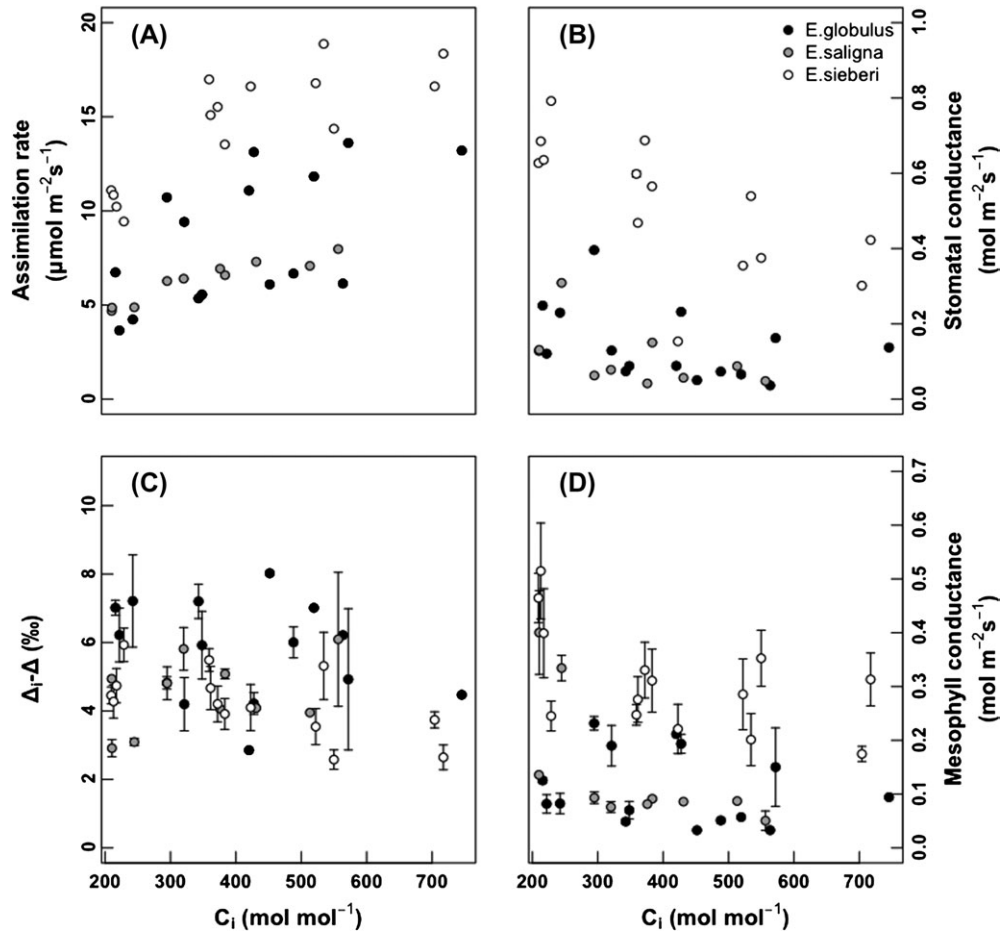 (A)
20
15
10
5
0
Assimilation rate
(μmol m⁻²s⁻¹)
(B)
E.globulus
E.saligna
E.sieberi
1.0
0.8
0.6
0.4
0.2
0.0
Stomatal conductance
(mol m⁻²s⁻¹)
(C)
10
8
6
4
2
0
Δᵢ-Δ (‰)
200 300 400 500 600 700
Cᵢ (mol mol⁻¹)
(D)
0.7
0.6
0.5
0.4
0.3
0.2
0.1
0.0
Mesophyll conductance
(mol m⁻²s⁻¹)
200 300 400 500 600 700
Cᵢ (mol mol⁻¹)